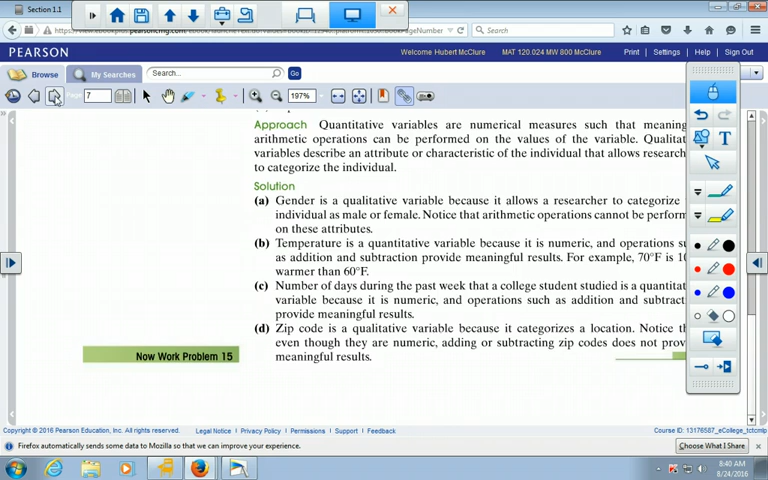 Section 1.1
Search
PEARSON
Welcome Hubert McClure
MAT 120.024 MW 800 McClure
Print
Settings
Help
Sign Out
Browse
My Searches
Search...
Go
Page
7
197%
Approach Quantitative variables are numerical measures such that meaning
arithmetic operations can be performed on the values of the variable. Qualitat
variables describe an attribute or characteristic of the individual that allows research
to categorize the individual.
Solution
(a) Gender is a qualitative variable because it allows a researcher to categorize
individual as male or female. Notice that arithmetic operations cannot be perform
on these attributes.
(b) Temperature is a quantitative variable because it is numeric, and operations su
as addition and subtraction provide meaningful results. For example, 70°F is 10
warmer than 60°F.
(c) Number of days during the past week that a college student studied is a quantitat
variable because it is numeric, and operations such as addition and subtract
provide meaningful results.
(d) Zip code is a qualitative variable because it categorizes a location. Notice th
even though they are numeric, adding or subtracting zip codes does not prov
meaningful results.
Now Work Problem 15
T
Copyright © 2016 Pearson Education, Inc. All rights reserved.
Legal Notice | Privacy Policy | Permissions | Support | Feedback
Course ID: 13176587_eCollege_tctcmlp
Firefox automatically sends some data to Mozilla so that we can improve your experience.
Choose What I Share
8:40 AM
8/24/2016